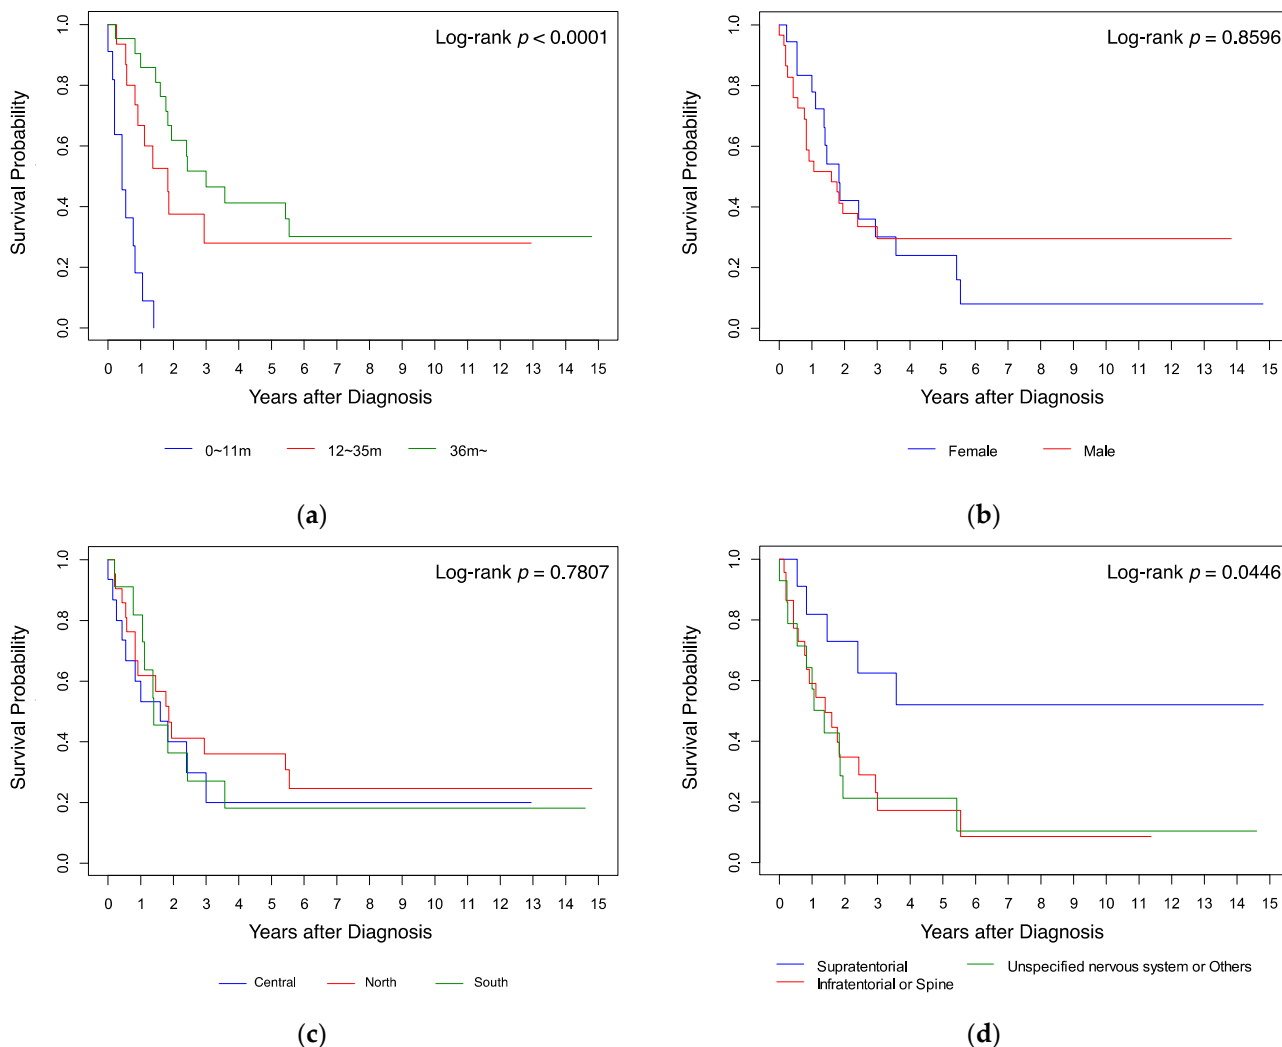 Log-rank p < 0.0001
Survival Probability
0.0 0.2 0.4 0.6 0.8 1.0
0 1 2 3 4 5 6 7 8 9 10 11 12 13 15
Years after Diagnosis
0~11m 12~35m 36m~
(a)
Log-rank p = 0.8596
Survival Probability
0.0 0.2 0.4 0.6 0.8 1.0
0 1 2 3 4 5 6 7 8 9 10 11 12 13 14 15
Years after Diagnosis
Female Male
(b)
Log-rank p = 0.7807
Survival Probability
0.0 0.2 0.4 0.6 0.8 1.0
0 1 2 3 4 5 6 7 8 9 10 11 12 13 15
Years after Diagnosis
Central North South
(c)
Log-rank p = 0.0446
Survival Probability
0.0 0.2 0.4 0.6 0.8 1.0
0 1 2 3 4 5 6 7 8 9 10 11 12 13 14 15
Years after Diagnosis
Supratentorial Unspecified nervous system or Others
Infratentorial or Spine
(d)